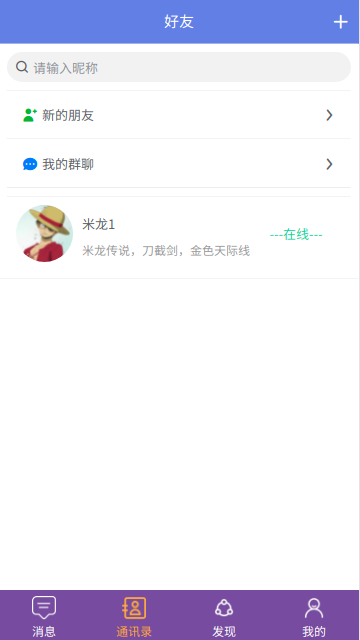 好友
请输入昵称
新的朋友
我的群聊
米龙1
---在线---
米龙传说，刀截剑，金色天际线
消息
通讯录
发现
我的